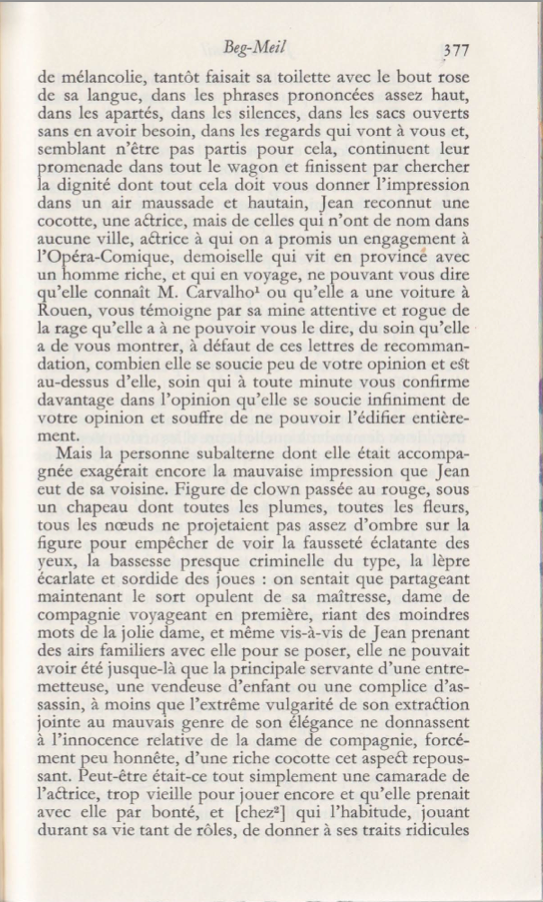 Beg-Meil 377
de mélancolie, tantôt faisait sa toilette avec le bout rose
de sa langue, dans les phrases prononcées assez haut,
dans les apartés, dans les silences, dans les sacs ouverts
sans en avoir besoin, dans les regards qui vont à vous et,
semblant n'être pas partis pour cela, continuent leur
promenade dans tout le wagon et finissent par chercher
la dignité dont tout cela doit vous donner l'impression
dans un air maussade et hautain, Jean reconnut une
cocotte, une actrice, mais de celles qui n'ont de nom dans
aucune ville, actrice à qui on a promis un engagement à
l'Opéra-Comique, demoiselle qui vit en province avec
un homme riche, et qui en voyage, ne pouvant vous dire
qu'elle connaît M. Carvalho¹ ou qu'elle a une voiture à
Rouen, vous témoigne par sa mine attentive et rogue de
la rage qu'elle a à ne pouvoir vous le dire, du soin qu'elle
a de vous montrer, à défaut de ces lettres de recomman-
dation, combien elle se soucie peu de votre opinion et est
au-dessus d'elle, soin qui à toute minute vous confirme
davantage dans l'opinion qu'elle se soucie infiniment de
votre opinion et souffre de ne pouvoir l'édifier entière-
ment.
Mais la personne subalterne dont elle était accompa-
gnée exagérait encore la mauvaise impression que Jean
eut de sa voisine. Figure de clown passée au rouge, sous
un chapeau dont toutes les plumes, toutes les fleurs,
tous les nœuds ne projetaient pas assez d'ombre sur la
figure pour empêcher de voir la fausseté éclatante des
yeux, la bassesse presque criminelle du type, la lèpre
écarlate et sordide des joues : on sentait que partageant
maintenant le sort opulent de sa maîtresse, dame de
compagnie voyageant en première, riant des moindres
mots de la jolie dame, et même vis-à-vis de Jean prenant
des airs familiers avec elle pour se poser, elle ne pouvait
avoir été jusque-là que la principale servante d'une entre-
metteuse, une vendeuse d'enfant ou une complice d'as-
sassin, à moins que l'extrême vulgarité de son extraction
jointe au mauvais genre de son élégance ne donnassent
à l'innocence relative de la dame de compagnie, forcé-
ment peu honnête, d'une riche cocotte cet aspect repous-
sant. Peut-être était-ce tout simplement une camarade de
l'actrice, trop vieille pour jouer encore et qu'elle prenait
avec elle par bonté, et [chez²] qui l'habitude, jouant
durant sa vie tant de rôles, de donner à ses traits ridicules